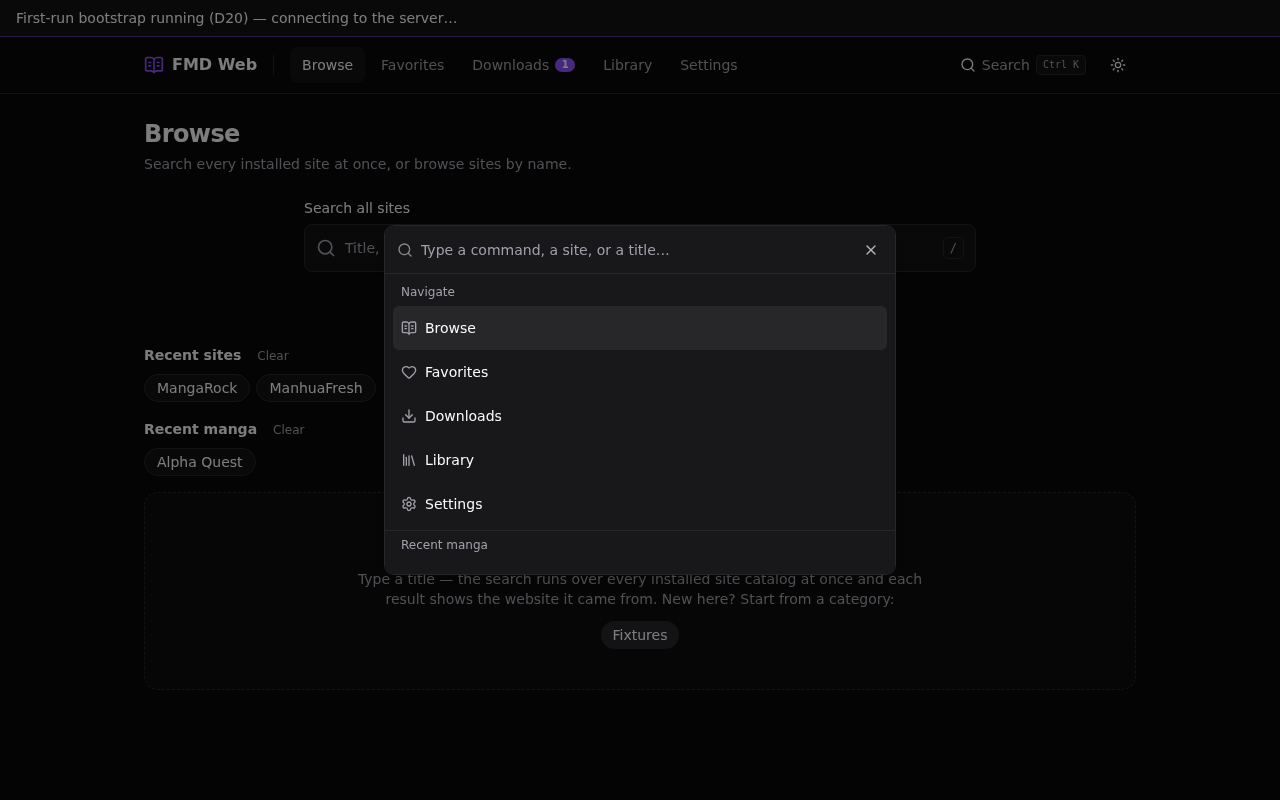 First-run bootstrap running (D20) — connecting to the server…
FMD Web
Browse
Favorites
Downloads 1
Library
Settings
Search Ctrl K
Browse
Search every installed site at once, or browse sites by name.
Search all sites
Title,
/
Type a command, a site, or a title…
Navigate
Browse
Favorites
Downloads
Library
Settings
Recent manga
Recent sites Clear
MangaRock ManhuaFresh
Recent manga Clear
Alpha Quest
Type a title — the search runs over every installed site catalog at once and each
result shows the website it came from. New here? Start from a category:
Fixtures